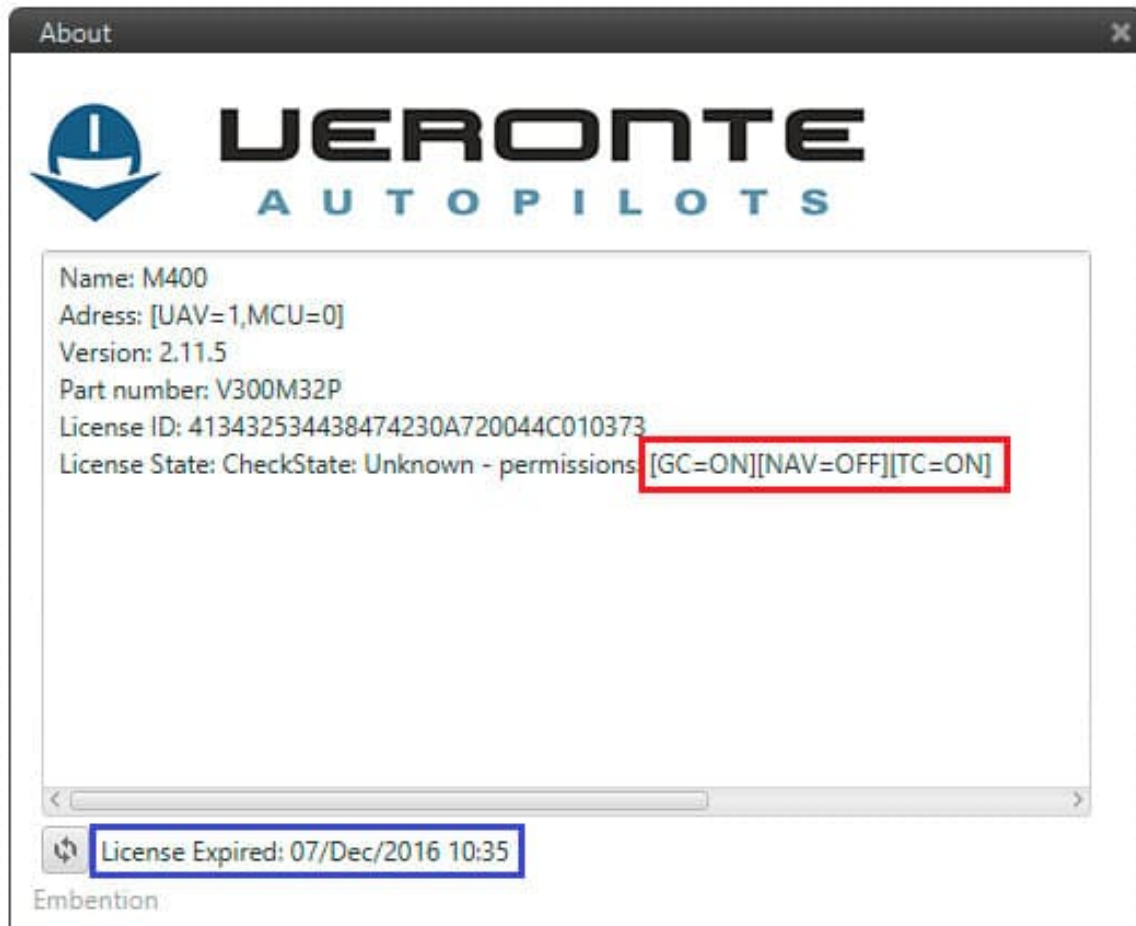 About
VERONTE
AUTOPILOTS
Name: M400
Adress: [UAV=1,MCU=0]
Version: 2.11.5
Part number: V300M32P
License ID: 413432534438474230A720044C010373
License State: CheckState: Unknown - permissions: [GC=ON][NAV=OFF][TC=ON]
License Expired: 07/Dec/2016 10:35
Embention